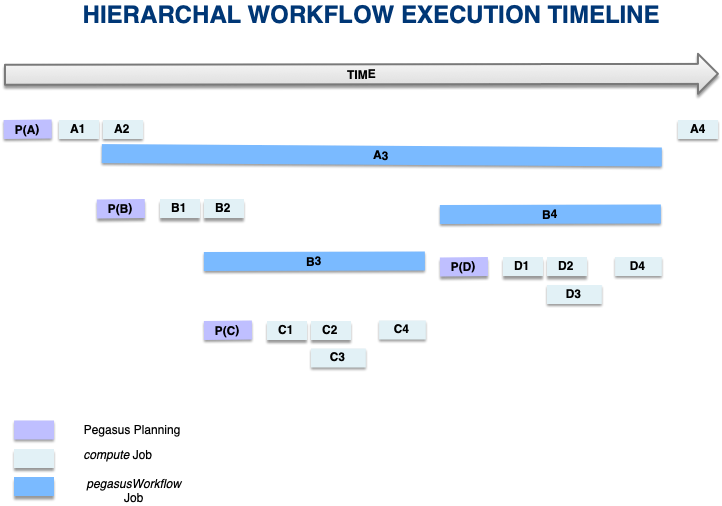 HIERARCHAL WORKFLOW EXECUTION TIMELINE
TIME
P(A) A1 A2 A4
A3
P(B) B1 B2 B4
B3 P(D) D1 D2 D4
D3
P(C) C1 C2 C4
C3
Pegasus Planning
compute Job
pegasusWorkflow
Job